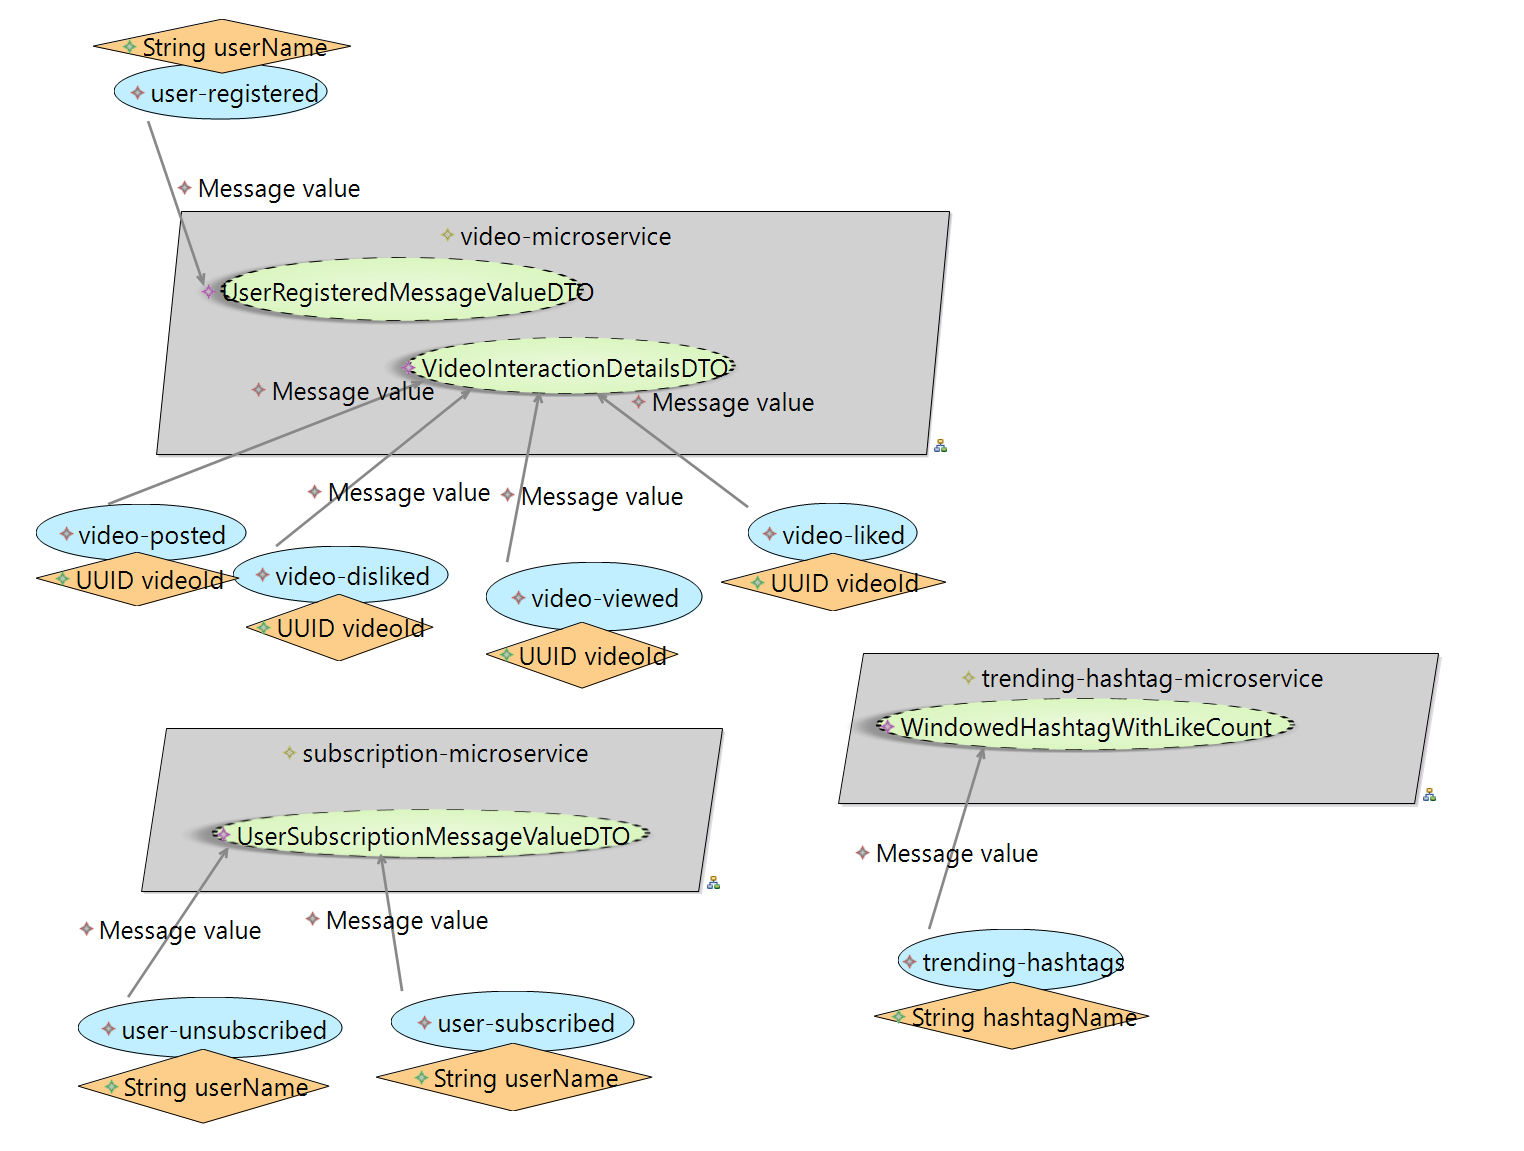 String userName
user-registered
Message value
video-microservice
UserRegisteredMessageValueDTO
VideoInteractionDetailsDTO
Message value
Message value
Message value
Message value
video-posted
UUID videoId
video-disliked
UUID videoId
video-viewed
UUID videoId
video-liked
UUID videoId
trending-hashtag-microservice
WindowedHashtagWithLikeCount
subscription-microservice
UserSubscriptionMessageValueDTO
Message value
Message value
Message value
trending-hashtags
String hashtagName
user-unsubscribed
String userName
user-subscribed
String userName